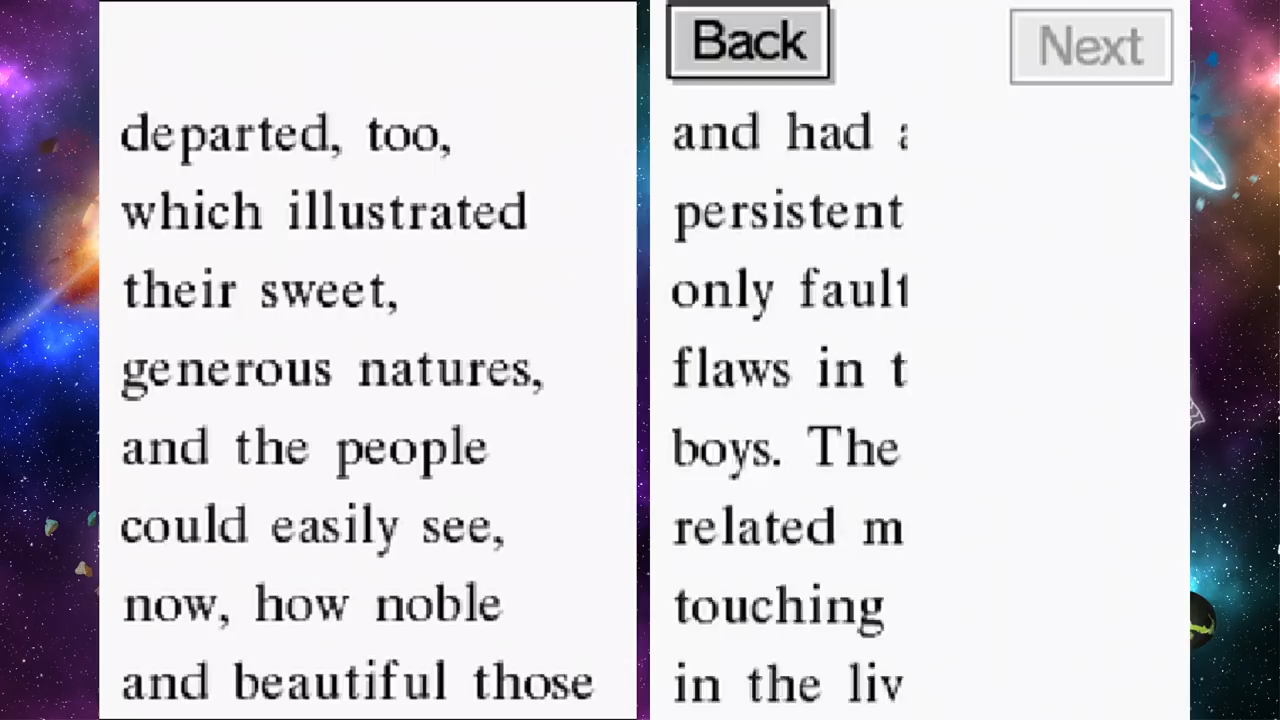 departed, too,
which illustrated
their sweet,
generous natures,
and the people
could easily see,
now, how noble
and beautiful those
Back
Next
and had
persistent
only fault
flaws in t
boys. The
related m
touching
in the liv